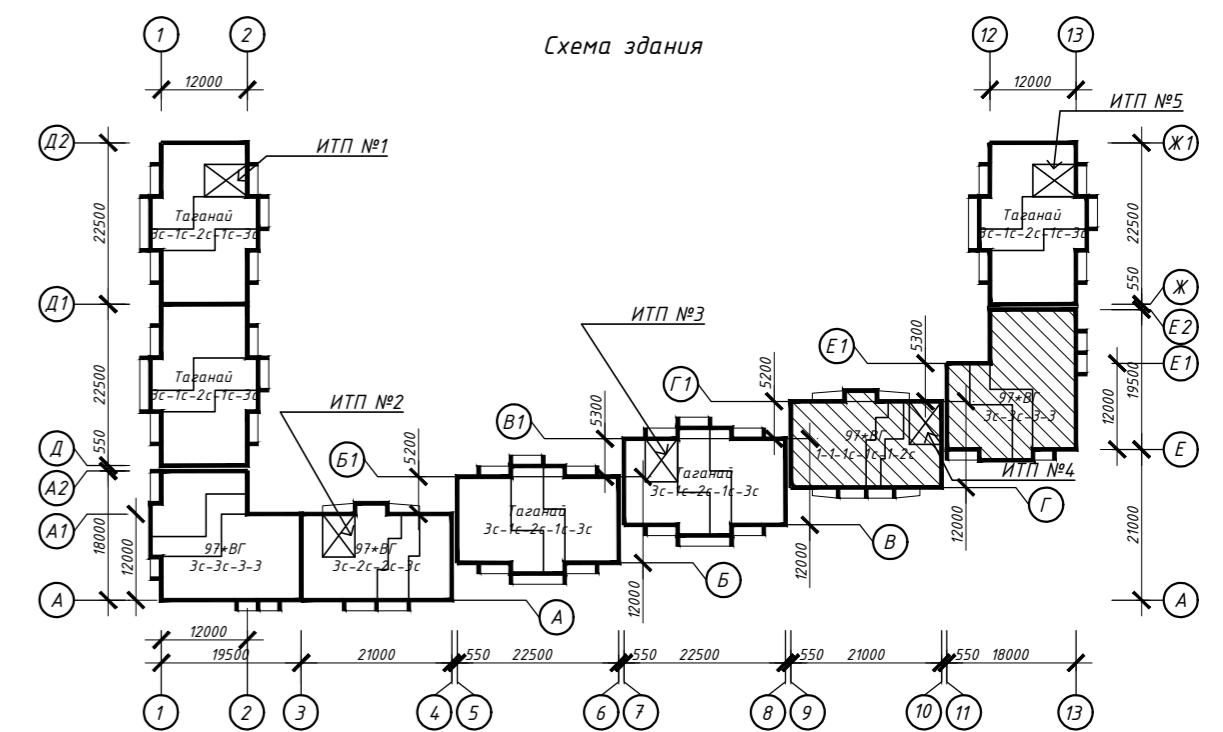 Схема здания
1
2
12
13
12000
12000
ИТП №1
ИТП №5
Д2
Ж1
22500
Таганай
3с-1с-2с-1с-3с
Таганай
3с-1с-2с-1с-3с
22500
550
Д1
Ж
Е2
22500
Таганай
3с-1с-2с-1с-3с
ИТП №3
Е1
5300
19500
Е1
Г1
5200
97*ВГ
3с-3с-3-3
12000
ИТП №2
В1
5300
97*ВГ
1-1-1с-1с-1-2с
550
Д
Б1
5200
Е
А2
Таганай
3с-1с-2с-1с-3с
ИТП №4
Г
А1
18000
12000
Таганай
3с-1с-2с-1с-3с
12000
21000
97*ВГ
3с-3с-3-3
97*ВГ
3с-2с-2с-3с
В
12000
Б
12000
А
А
А
12000
19500
21000
550
22500
550
22500
550
21000
550
18000
1
2
3
4
5
6
7
8
9
10
11
13